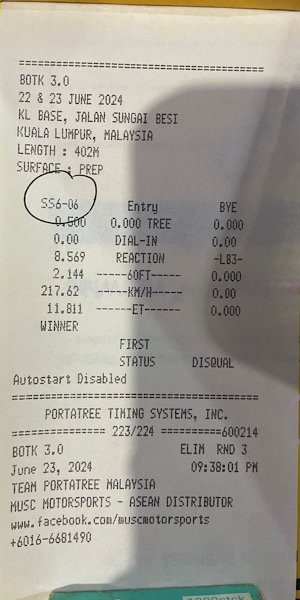 ==========================================
BOTK 3.0
22 & 23 JUNE 2024
KL BASE, JALAN SUNGAI BESI
KUALA LUMPUR, MALAYSIA
LENGTH : 402M
SURFACE : PREP
SS6-06 Entry BYE
0.500 0.000 TREE 0.000
0.00 DIAL-IN 0.00
8.569 REACTION -L03-
2.144 ------60FT------ 0.000
217.62 ------KM/H----- 0.00
11.811 -------ET------ 0.000
WINNER
FIRST
STATUS DISQUAL
Autostart Disabled
==========================================
PORTATREE TIMING SYSTEMS, INC.
================ 223/224 ==========600214
BOTK 3.0 ELIM RND 3
June 23, 2024 09:38:01 PM
TEAM PORTATREE MALAYSIA
MUSC MOTORSPORTS - ASEAN DISTRIBUTOR
www.facebook.com/muscmotorsports
+6016-6681490